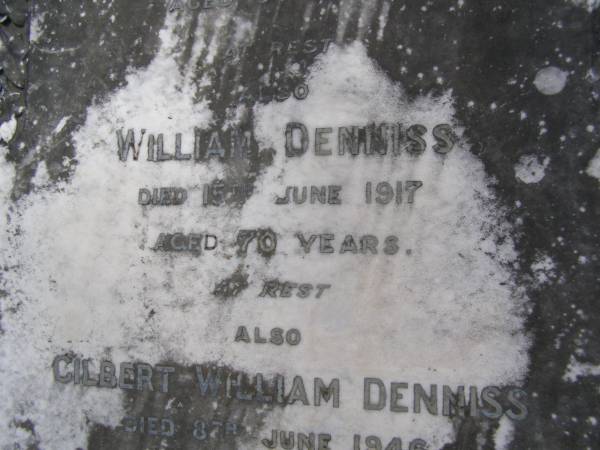 AGED
AT REST
ALSO
WILLIAM DENNISS
DIED 15TH JUNE 1917
AGED 70 YEARS.
AT REST
ALSO
GILBERT WILLIAM DENNISS
DIED 8TH JUNE 1946